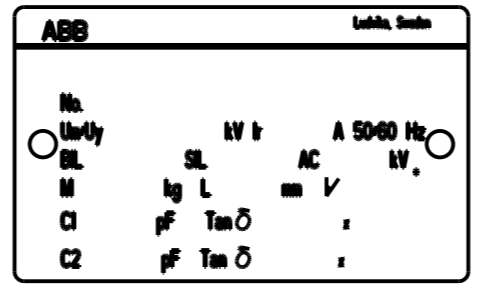 ABB Ludvika, Sweden
No.
Um/Uy kV Ir A 50/60 Hz
BIL SIL AC kV
M kg L mm
C1 pF Tan δ
C2 pF Tan δ